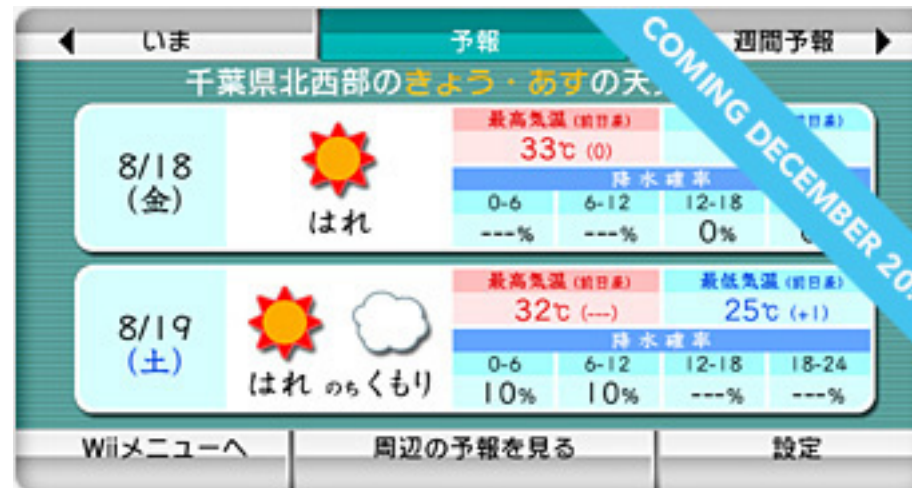 いま
予報
週間予報
千葉県北西部のきょう・あすの天
COMING DECEMBER
8/18
(金)
はれ
最高気温 (前日差)
33℃ (0)
降水確率
0-6 6-12 12-18
---% ---% 0%
8/19
(土)
はれ のち くもり
最高気温 (前日差) 最低気温 (前日差)
32℃ (---) 25℃ (+1)
降水確率
0-6 6-12 12-18 18-24
10% 10% ---% ---%
Wiiメニューへ
周辺の予報を見る
設定